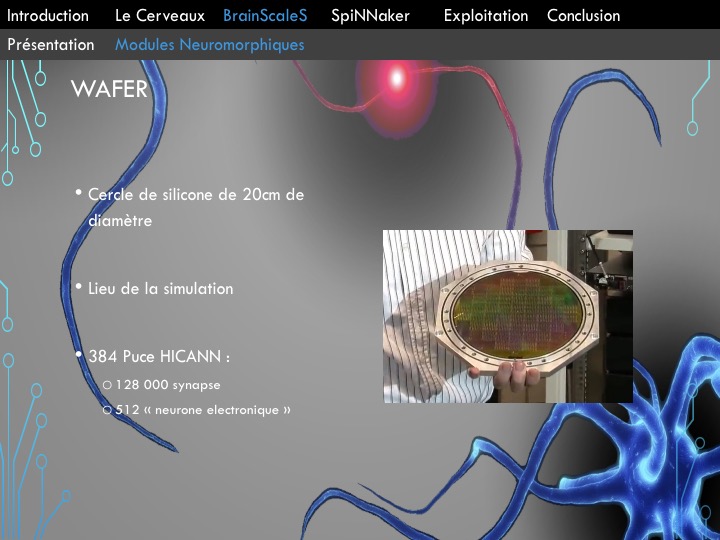 Introduction Le Cerveaux BrainScaleS SpiNNaker Exploitation Conclusion
Présentation Modules Neuromorphiques
WAFER
• Cercle de silicone de 20cm de
diamètre
• Lieu de la simulation
• 384 Puce HICANN :
○ 128 000 synapse
○ 512 « neurone electronique »